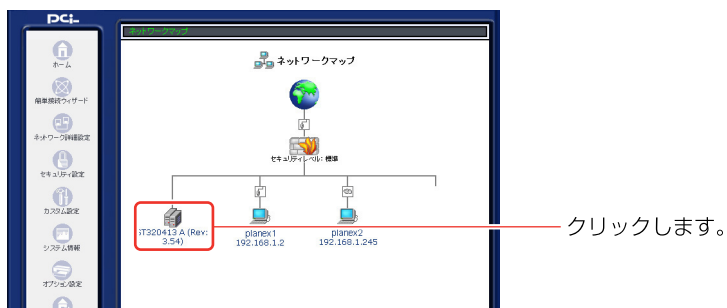 PCi
ネットワークマップ
ネットワークマップ
ホーム
簡単接続ウィザード
ネットワーク詳細設定
セキュリティ設定
カスタム設定
システム情報
オプション設定
セキュリティレベル: 標準
ST320413 A (Rev:
3.54)
planex1
192.168.1.2
planex2
192.168.1.245
クリックします。